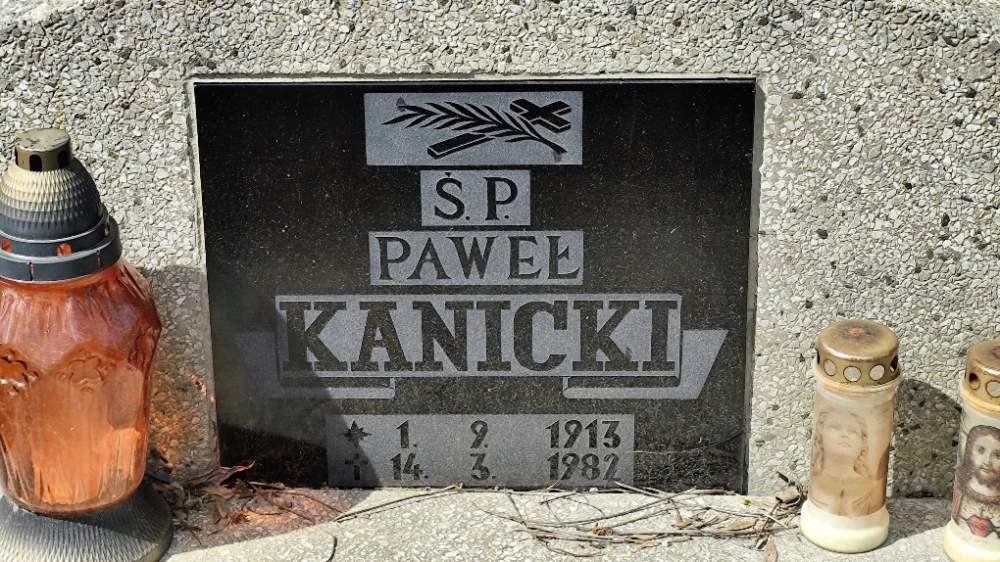 Ś.P.
PAWEŁ
KANICKI
* 1. 9. 1913
† 14. 3. 1982